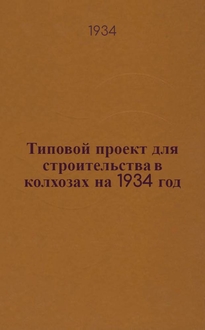 1934
Типовой проект для
строительства в
колхозах на 1934 год